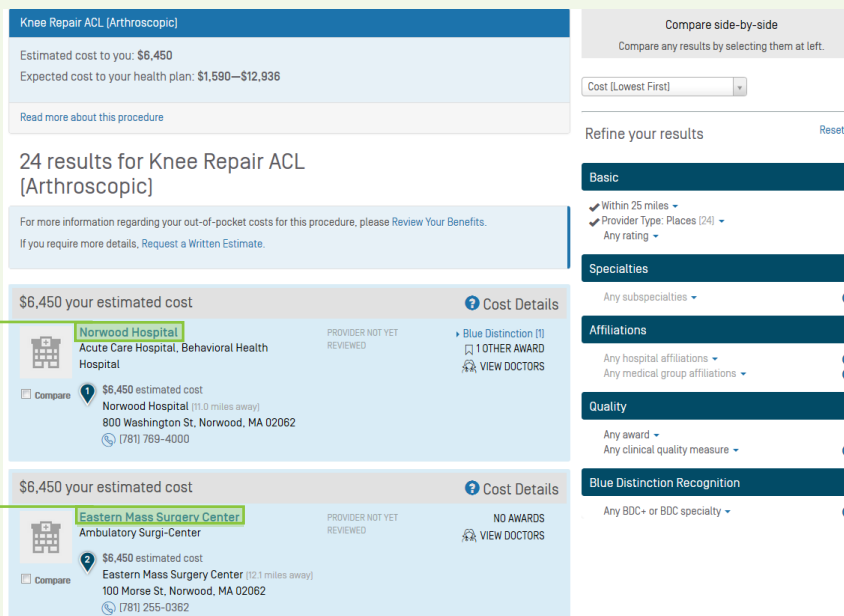 Knee Repair ACL (Arthroscopic)
Estimated cost to you: $6,450
Expected cost to your health plan: $1,590—$12,936
Read more about this procedure
24 results for Knee Repair ACL
(Arthroscopic)
For more information regarding your out-of-pocket costs for this procedure, please Review Your Benefits.
If you require more details, Request a Written Estimate.
$6,450 your estimated cost
Cost Details
Norwood Hospital
Acute Care Hospital, Behavioral Health
Hospital
PROVIDER NOT YET
REVIEWED
Blue Distinction (1)
1 OTHER AWARD
VIEW DOCTORS
Compare
1
$6,450 estimated cost
Norwood Hospital (11.0 miles away)
800 Washington St, Norwood, MA 02062
(781) 769-4000
$6,450 your estimated cost
Cost Details
Eastern Mass Surgery Center
Ambulatory Surgi-Center
PROVIDER NOT YET
REVIEWED
NO AWARDS
VIEW DOCTORS
Compare
2
$6,450 estimated cost
Eastern Mass Surgery Center (12.1 miles away)
100 Morse St, Norwood, MA 02062
(781) 255-0362
Compare side-by-side
Compare any results by selecting them at left.
Cost (Lowest First)
Refine your results
Reset
Basic
Within 25 miles
Provider Type: Places (24)
Any rating
Specialties
Any subspecialties
Affiliations
Any hospital affiliations
Any medical group affiliations
Quality
Any award
Any clinical quality measure
Blue Distinction Recognition
Any BDC+ or BDC specialty